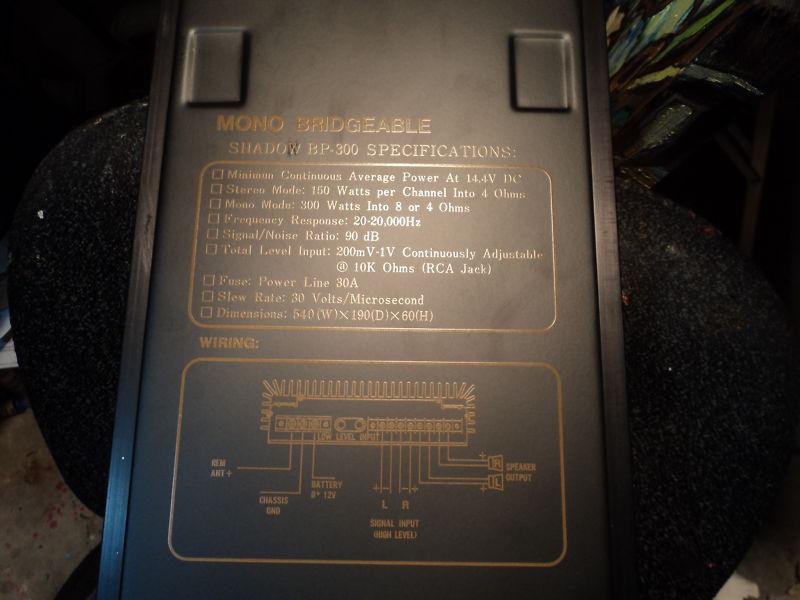 MONO BRIDGEABLE
SHADOW BP-300 SPECIFICATIONS:
Minimum Continuous Average Power At 14.4V DC
Stereo Mode: 150 Watts per Channel Into 4 Ohms
Mono Mode: 300 Watts Into 8 or 4 Ohms
Frequency Response: 20-20,000Hz
Signal/Noise Ratio: 90 dB
Total Level Input: 200mV-1V Continuously Adjustable
@ 10K Ohms (RCA Jack)
Fuse: Power Line 30A
Slew Rate: 30 Volts/Microsecond
Dimensions: 540(W)×190(D)×60(H)
WIRING:
LOW LEVEL INPUT
REM
ANT+
CHASSIS
GND
BATTERY
B+ 12V
+ - - +
L R
SIGNAL INPUT
(HIGH LEVEL)
+ R
- +
L
SPEAKER
OUTPUT